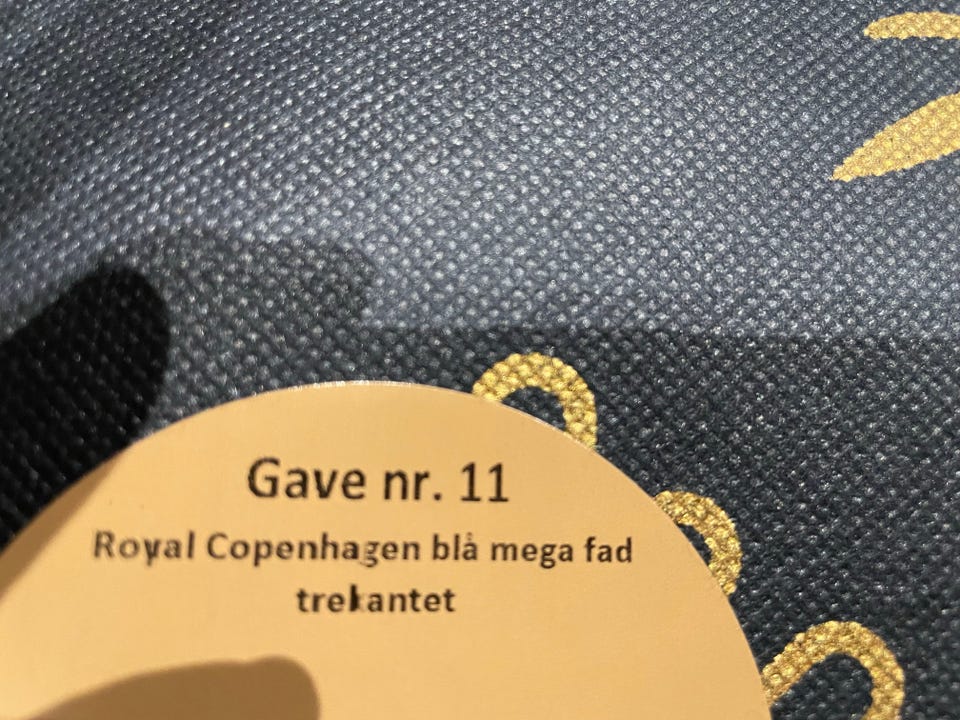 Gave nr. 11
Royal Copenhagen blå mega fad
trekantet